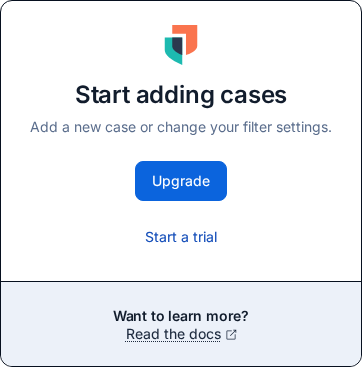 Start adding cases
Add a new case or change your filter settings.
Upgrade
Start a trial
Want to learn more?
Read the docs